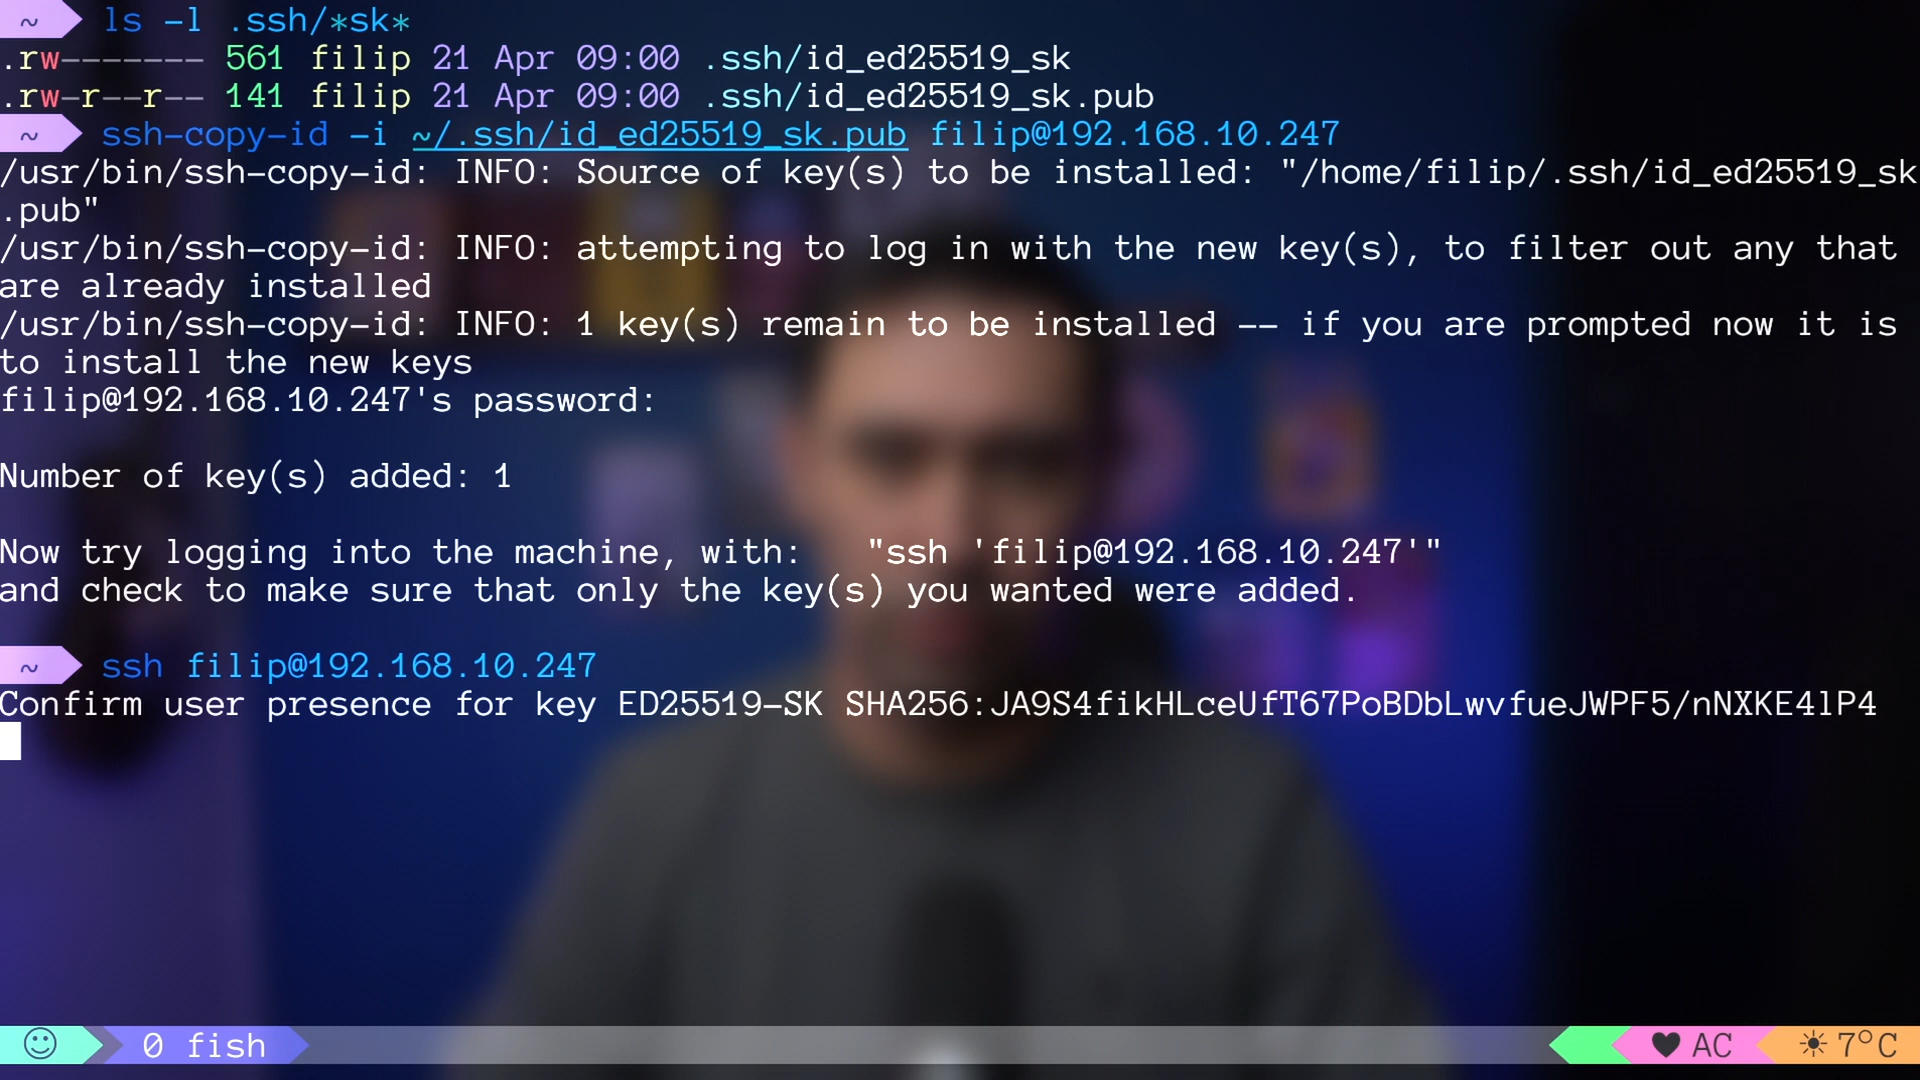 ~ ls -l .ssh/*sk*
.rw------- 561 filip 21 Apr 09:00 .ssh/id_ed25519_sk
.rw-r--r-- 141 filip 21 Apr 09:00 .ssh/id_ed25519_sk.pub
~ ssh-copy-id -i ~/.ssh/id_ed25519_sk.pub filip@192.168.10.247
/usr/bin/ssh-copy-id: INFO: Source of key(s) to be installed: "/home/filip/.ssh/id_ed25519_sk
.pub"
/usr/bin/ssh-copy-id: INFO: attempting to log in with the new key(s), to filter out any that
are already installed
/usr/bin/ssh-copy-id: INFO: 1 key(s) remain to be installed -- if you are prompted now it is
to install the new keys
filip@192.168.10.247's password:
Number of key(s) added: 1
Now try logging into the machine, with:   "ssh 'filip@192.168.10.247'"
and check to make sure that only the key(s) you wanted were added.
~ ssh filip@192.168.10.247
Confirm user presence for key ED25519-SK SHA256:JA9S4fikHLceUfT67PoBDbLwvfueJWPF5/nNXKE4lP4
☺ 0 fish ♥ AC ☀ 7°C